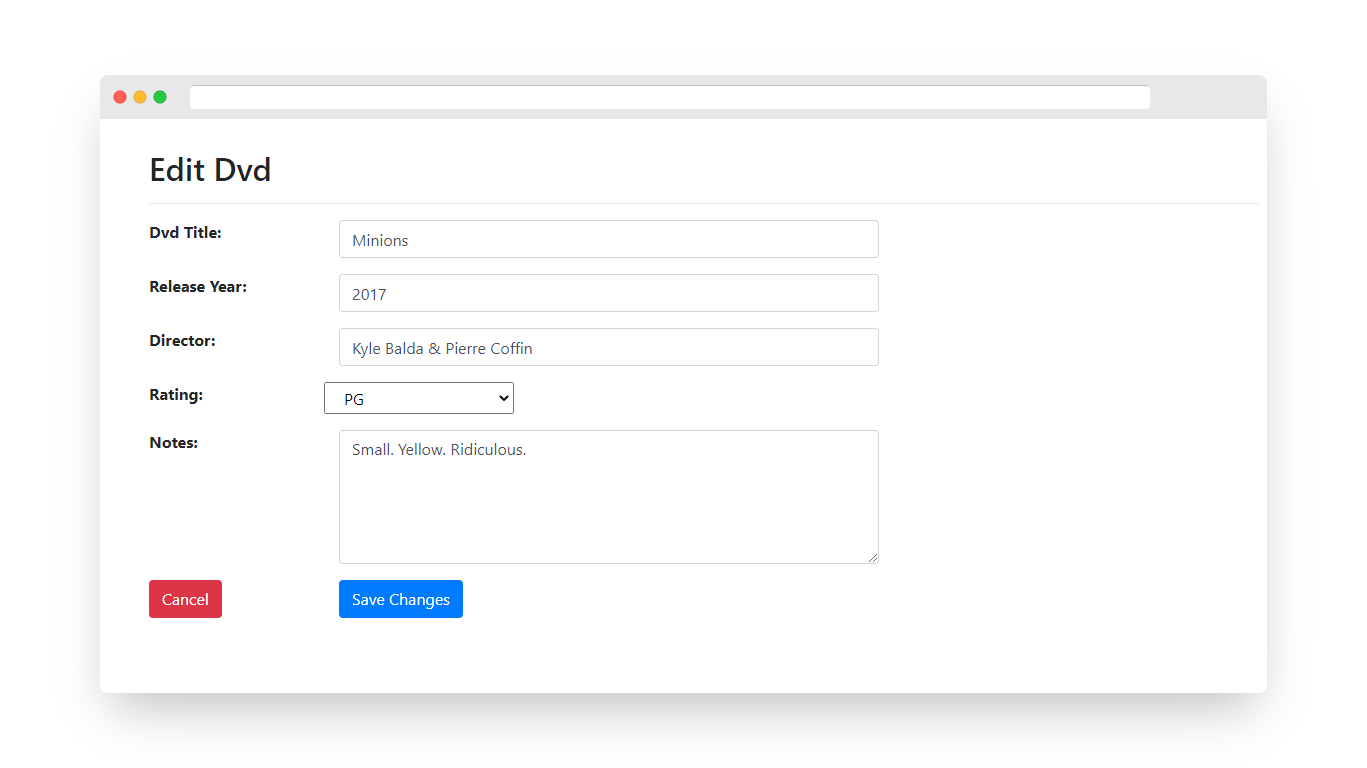 Edit Dvd
Dvd Title:
Minions
Release Year:
2017
Director:
Kyle Balda & Pierre Coffin
Rating:
PG
Notes:
Small. Yellow. Ridiculous.
Cancel
Save Changes